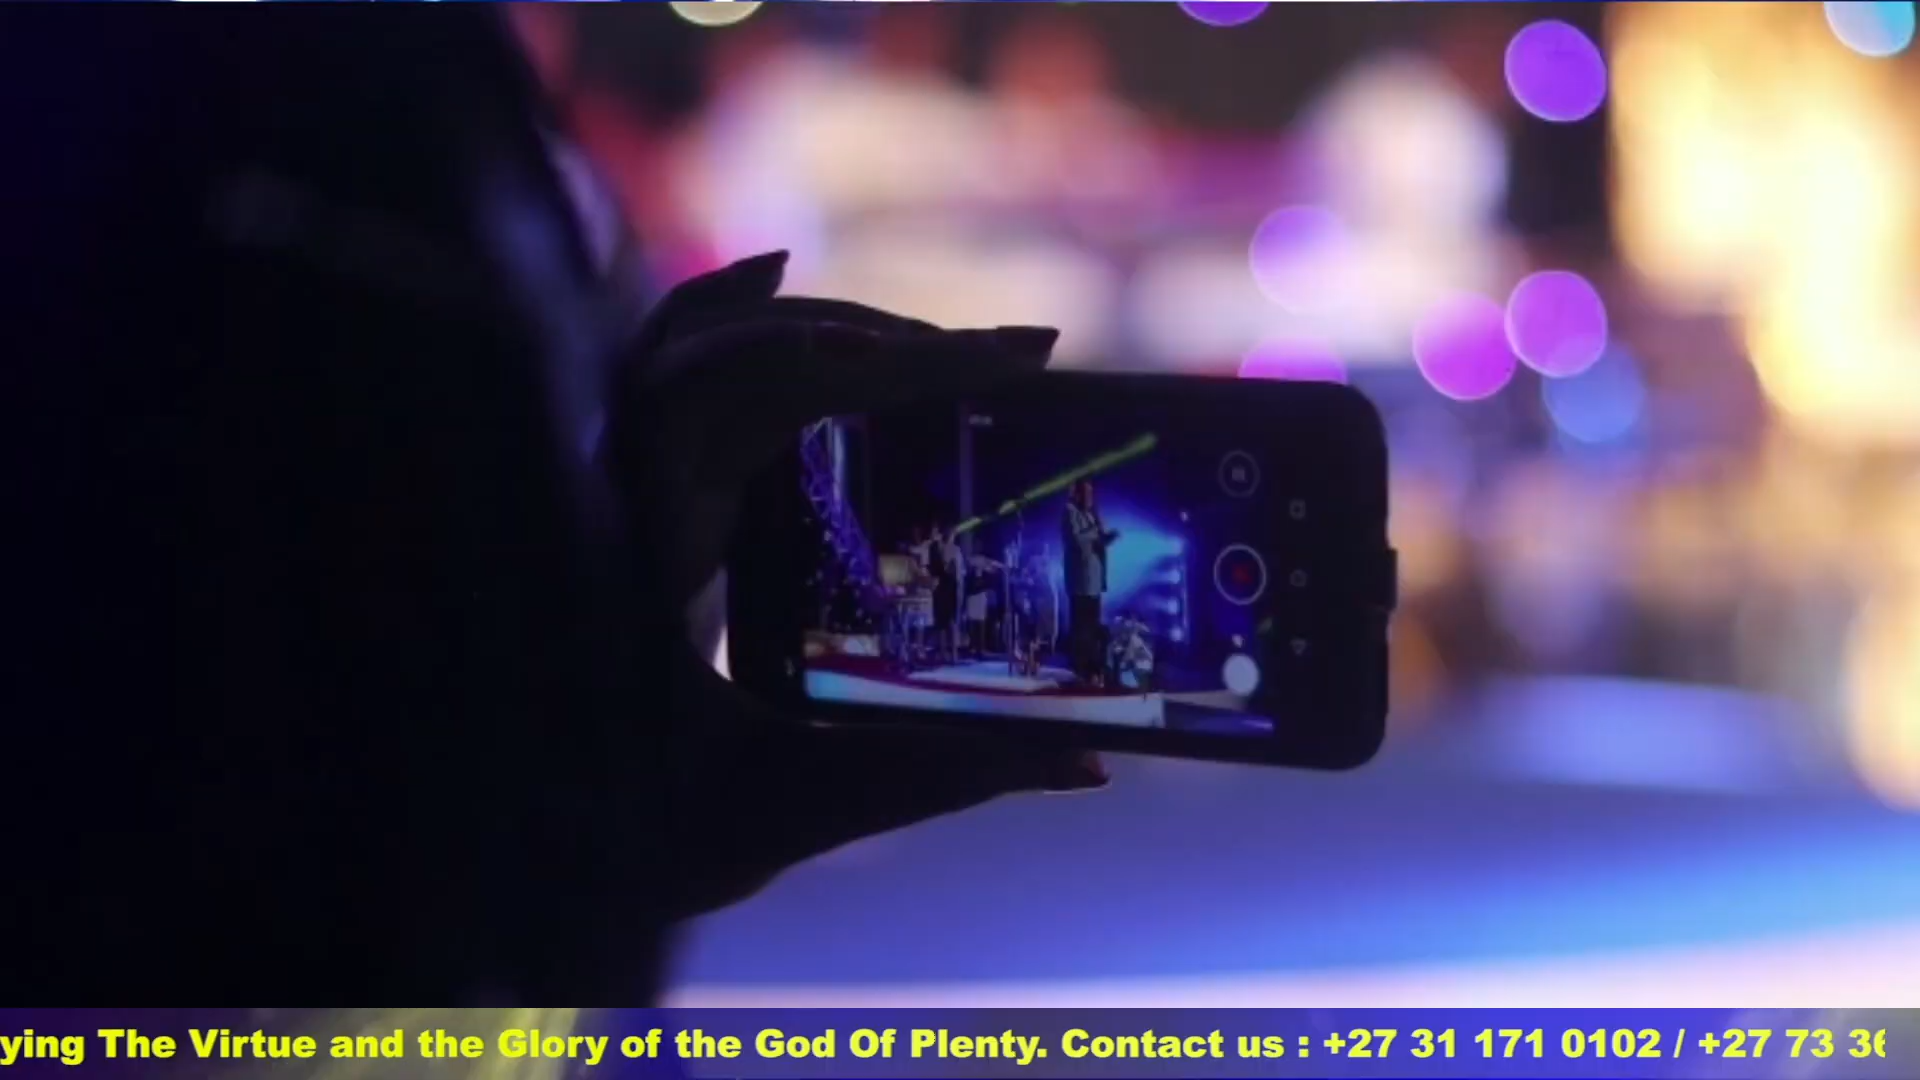 ying The Virtue and the Glory of the God Of Plenty. Contact us : +27 31 171 0102 / +27 73 36